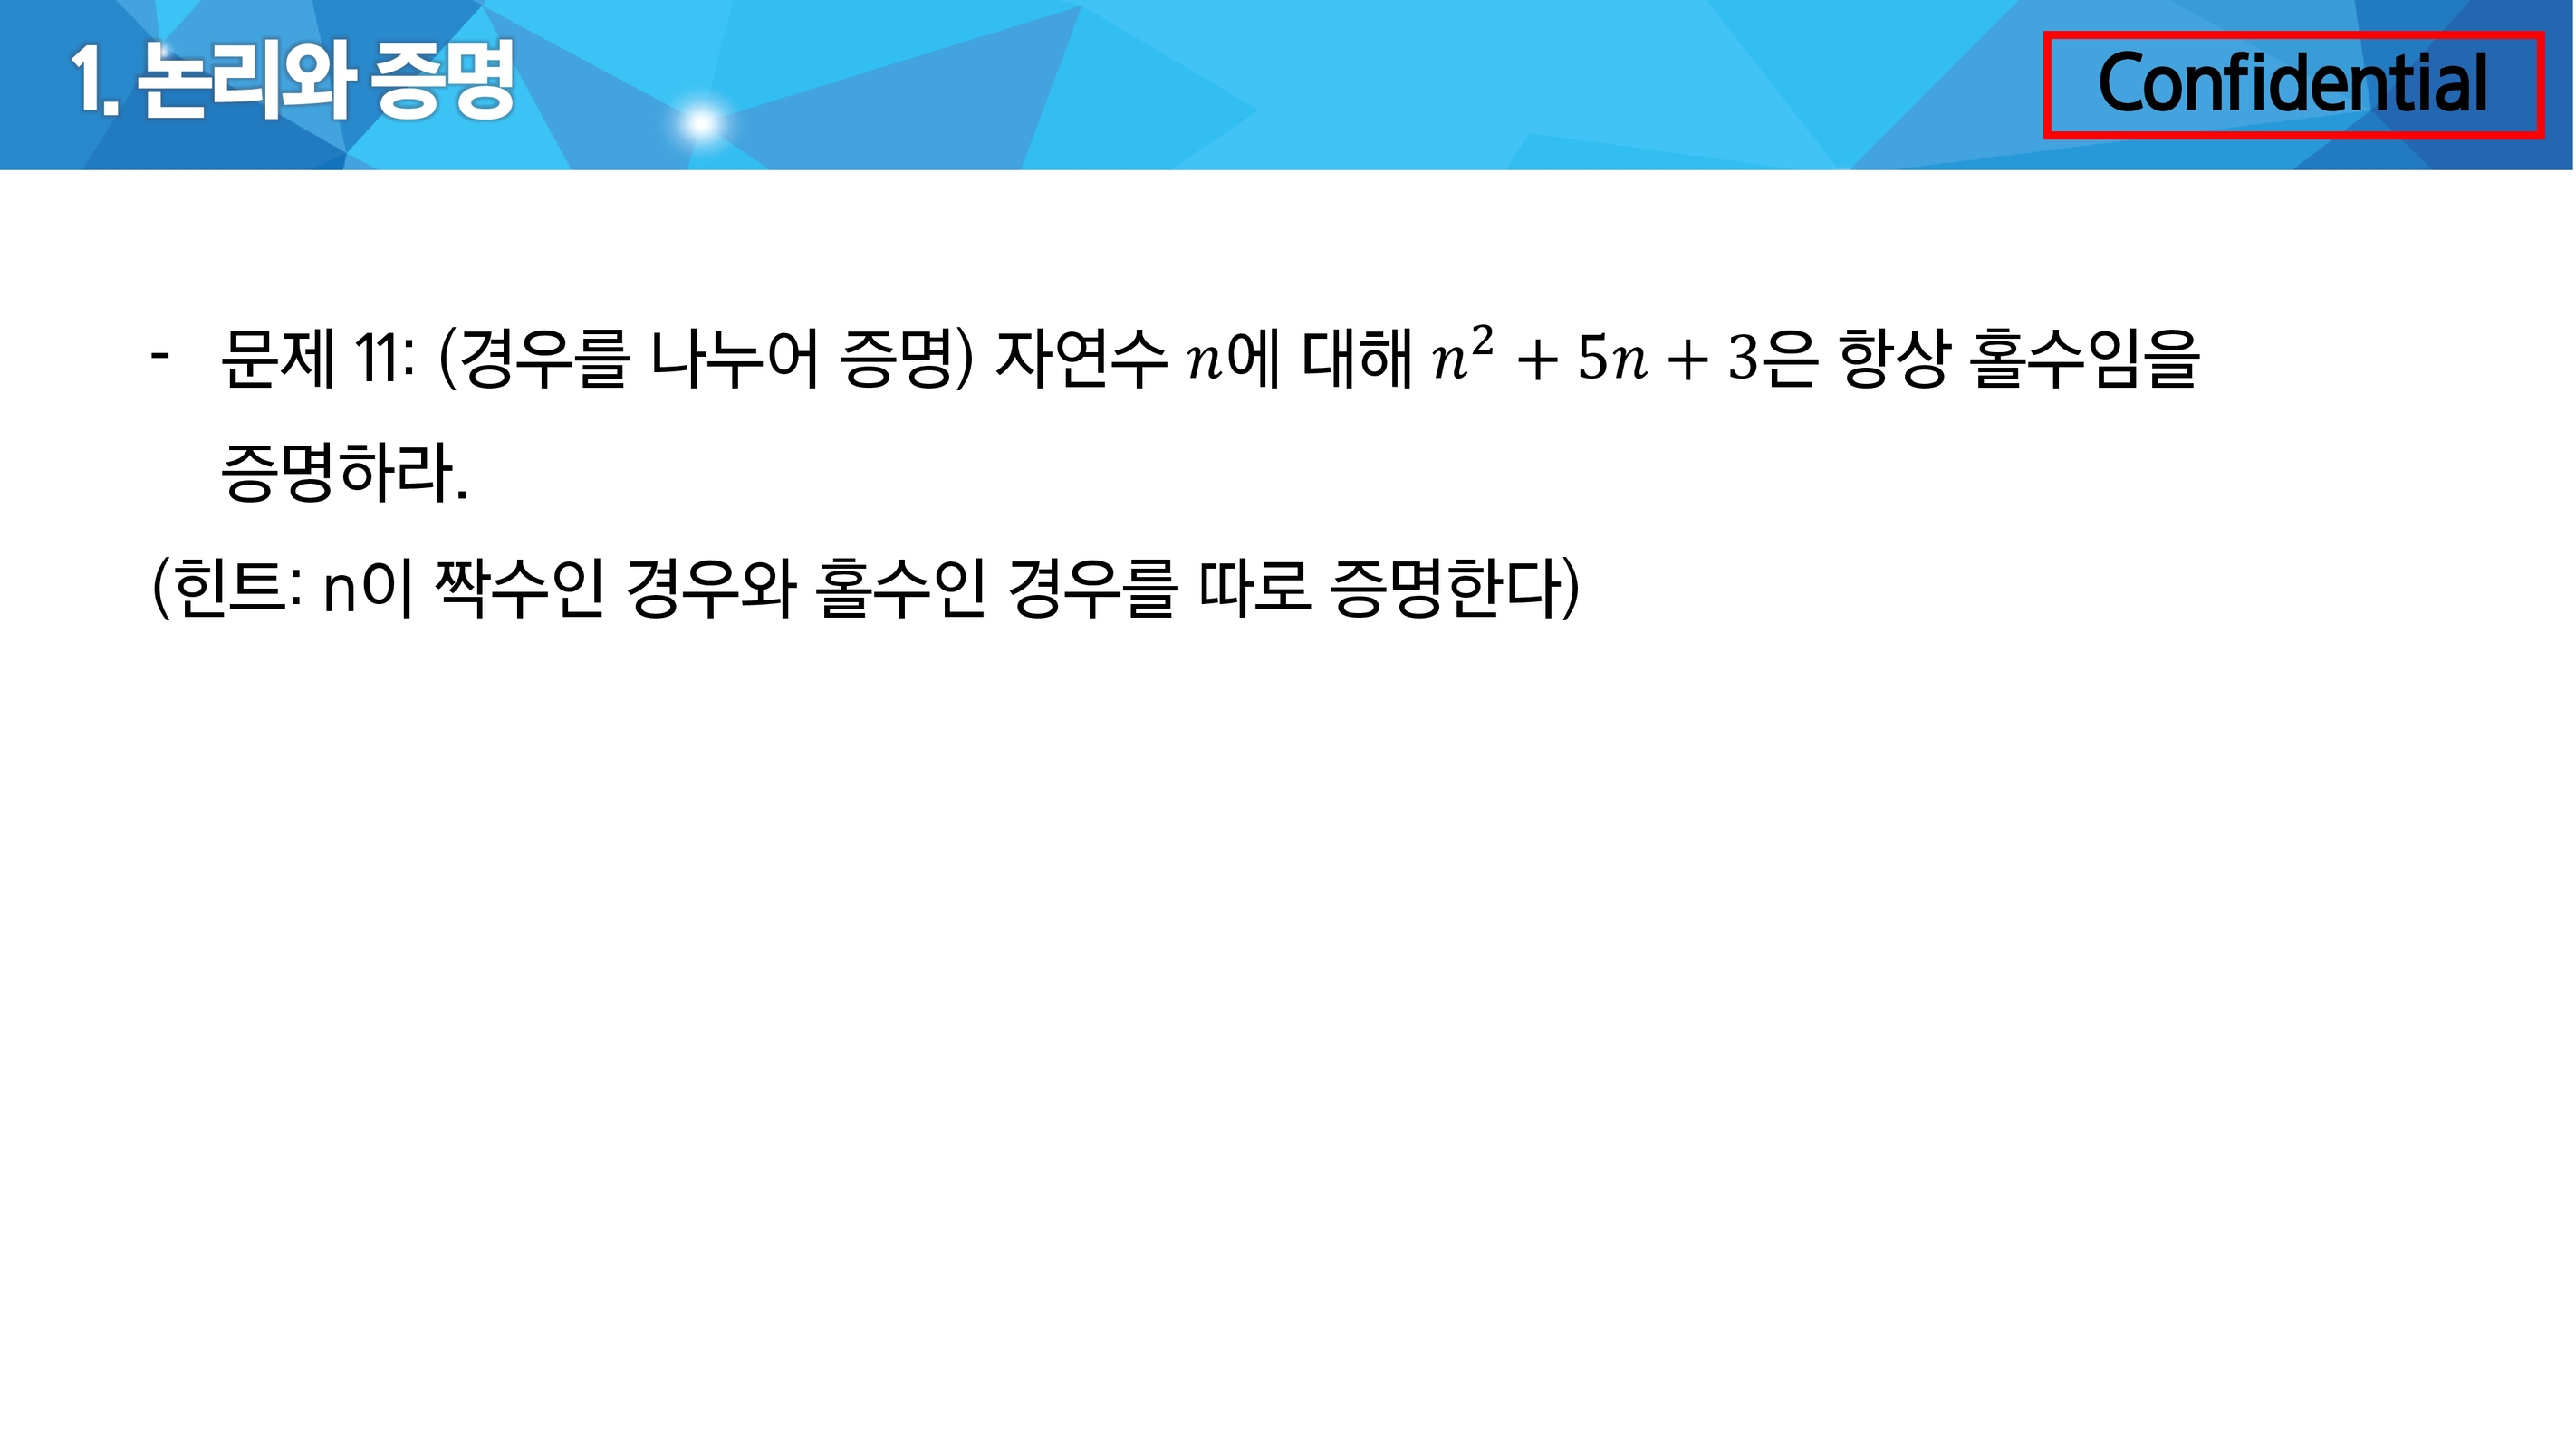 1. 논리와 증명
Confidential
- 문제 11: (경우를 나누어 증명) 자연수 n에 대해 n² + 5n + 3은 항상 홀수임을
증명하라.
(힌트: n이 짝수인 경우와 홀수인 경우를 따로 증명한다)